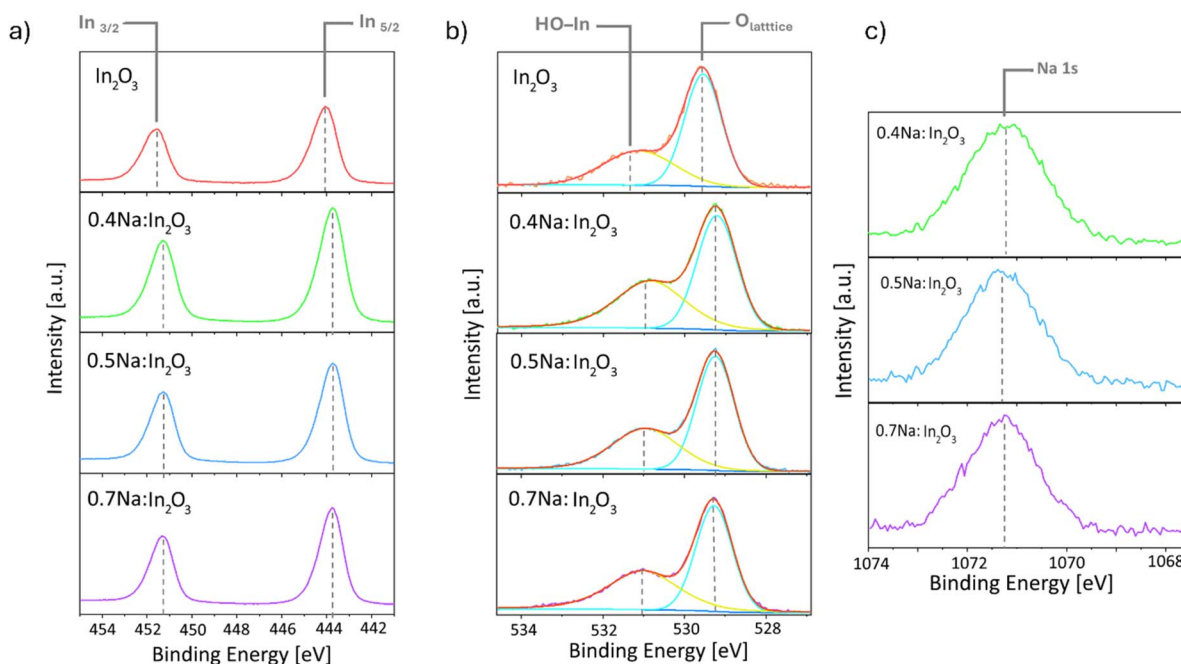 a)
In 3/2
In 5/2
In2O3
0.4Na:In2O3
0.5Na:In2O3
0.7Na:In2O3
Intensity [a.u.]
454 452 450 448 446 444 442
Binding Energy [eV]
b)
HO–In
Olatttice
In2O3
0.4Na:In2O3
0.5Na:In2O3
0.7Na:In2O3
Intensity [a.u.]
534 532 530 528
Binding Energy [eV]
c)
Na 1s
0.4Na:In2O3
0.5Na:In2O3
0.7Na:In2O3
Intensity [a.u.]
1074 1072 1070 1068
Binding Energy [eV]